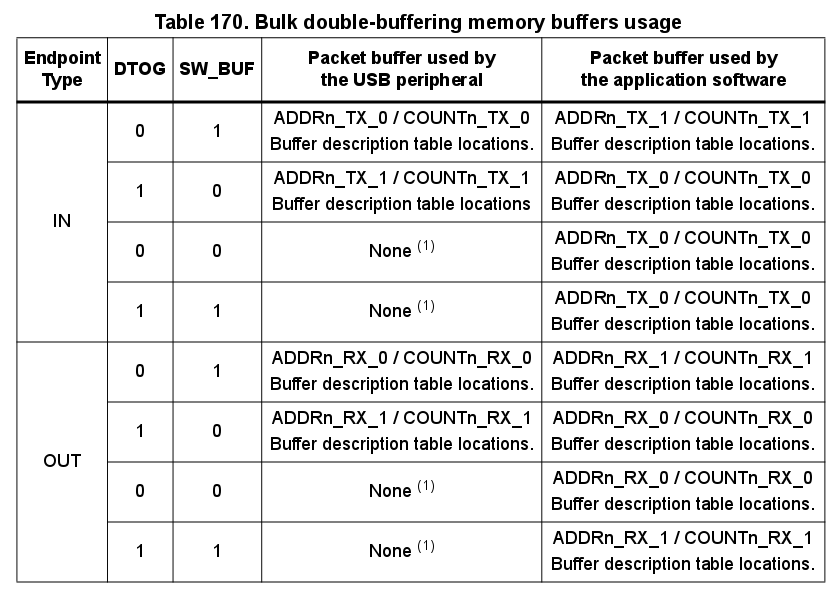 Table 170. Bulk double-buffering memory buffers usage
Endpoint Type DTOG SW_BUF Packet buffer used by the USB peripheral Packet buffer used by the application software
IN
0 1 ADDRn_TX_0 / COUNTn_TX_0 Buffer description table locations. ADDRn_TX_1 / COUNTn_TX_1 Buffer description table locations.
1 0 ADDRn_TX_1 / COUNTn_TX_1 Buffer description table locations ADDRn_TX_0 / COUNTn_TX_0 Buffer description table locations.
0 0 None (1) ADDRn_TX_0 / COUNTn_TX_0 Buffer description table locations.
1 1 None (1) ADDRn_TX_0 / COUNTn_TX_0 Buffer description table locations.
OUT
0 1 ADDRn_RX_0 / COUNTn_RX_0 Buffer description table locations. ADDRn_RX_1 / COUNTn_RX_1 Buffer description table locations.
1 0 ADDRn_RX_1 / COUNTn_RX_1 Buffer description table locations. ADDRn_RX_0 / COUNTn_RX_0 Buffer description table locations.
0 0 None (1) ADDRn_RX_0 / COUNTn_RX_0 Buffer description table locations.
1 1 None (1) ADDRn_RX_1 / COUNTn_RX_1 Buffer description table locations.